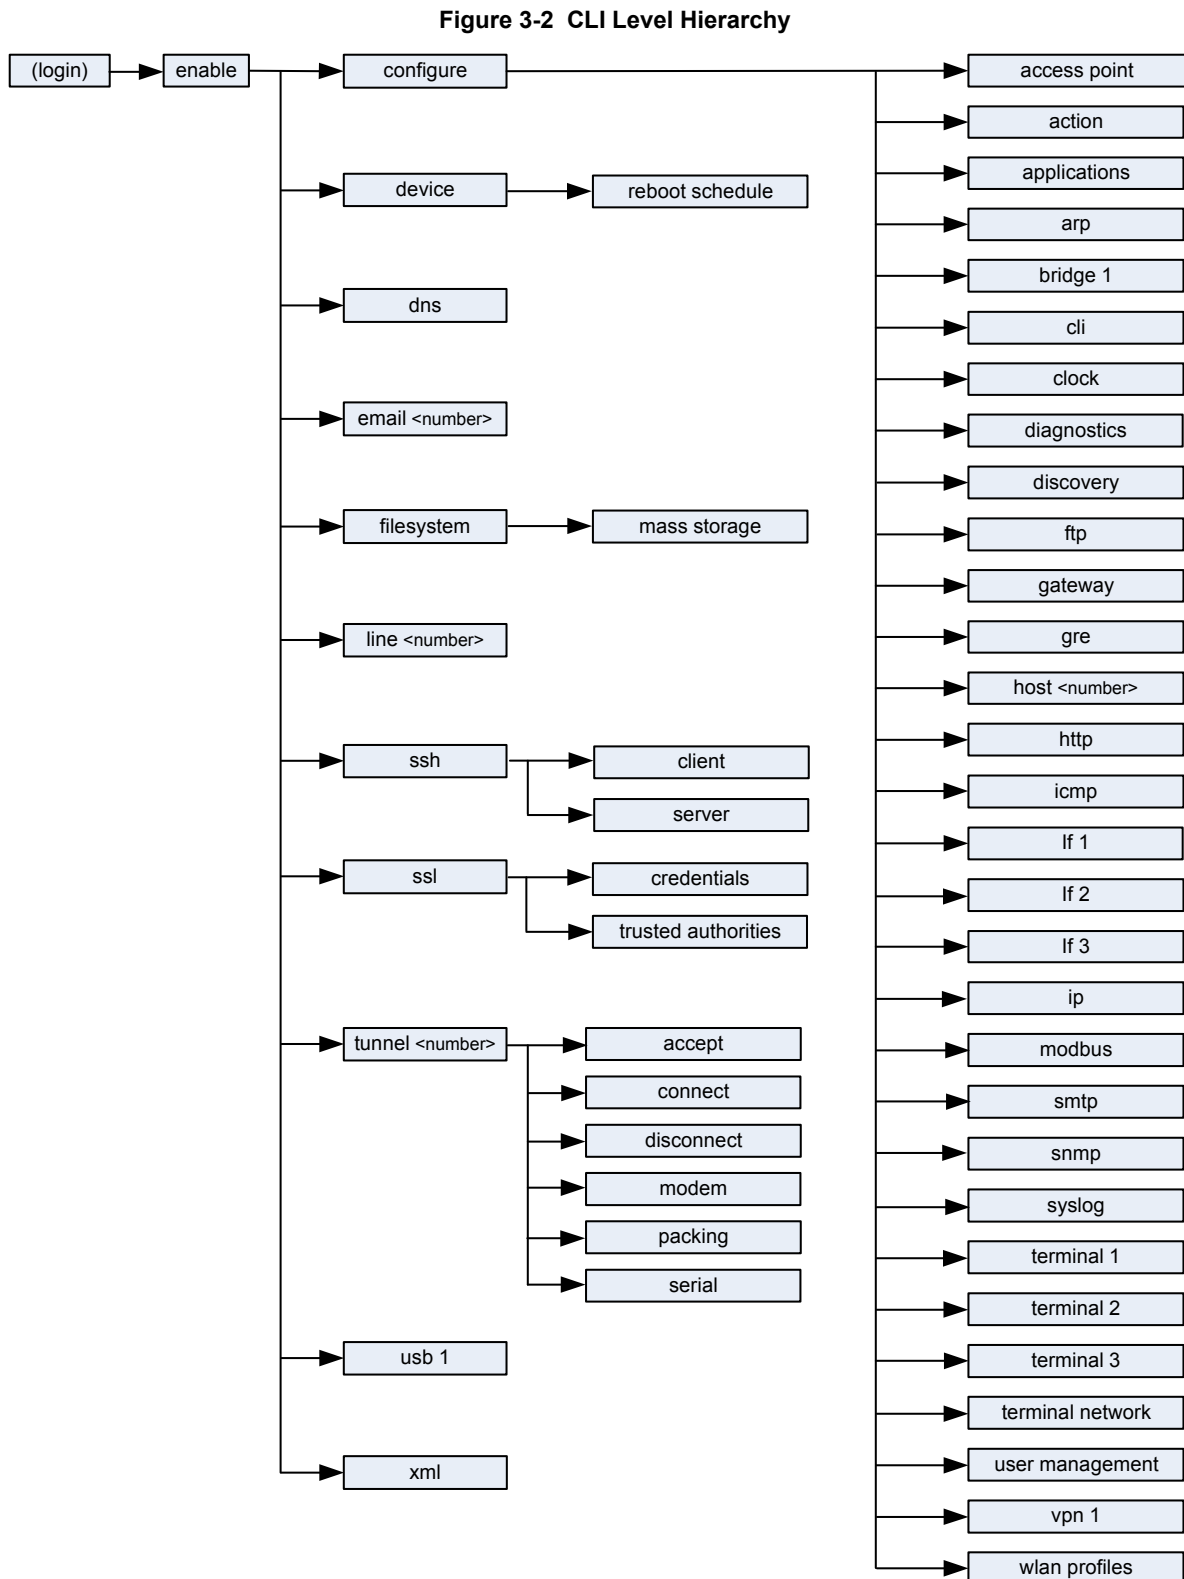 Figure 3-2 CLI Level Hierarchy
(login)
enable
configure
device
reboot schedule
dns
email <number>
filesystem
mass storage
line <number>
ssh
client
server
ssl
credentials
trusted authorities
tunnel <number>
accept
connect
disconnect
modem
packing
serial
usb 1
xml
access point
action
applications
arp
bridge 1
cli
clock
diagnostics
discovery
ftp
gateway
gre
host <number>
http
icmp
If 1
If 2
If 3
ip
modbus
smtp
snmp
syslog
terminal 1
terminal 2
terminal 3
terminal network
user management
vpn 1
wlan profiles